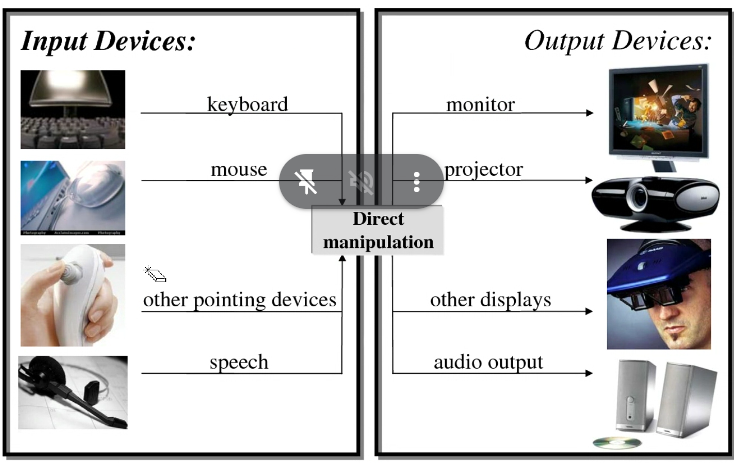 Input Devices:
Output Devices:
keyboard
monitor
mouse
projector
Direct
manipulation
other pointing devices
other displays
speech
audio output